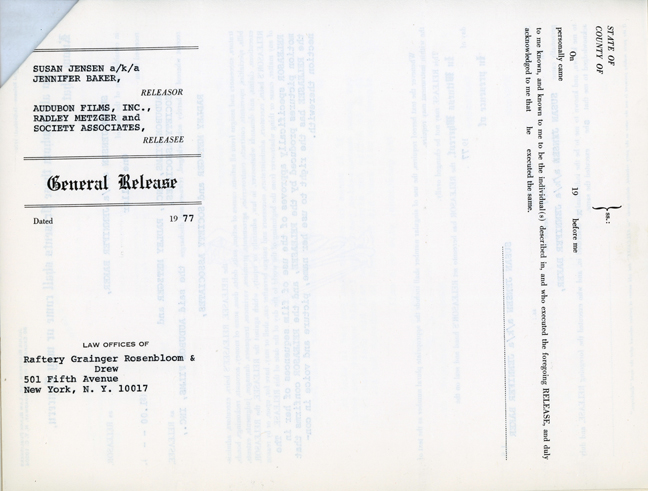 SUSAN JENSEN a/k/a
JENNIFER BAKER,
RELEASOR
AUDUBON FILMS, INC.,
RADLEY METZGER and
SOCIETY ASSOCIATES,
RELEASEE
General Release
Dated 19 77
LAW OFFICES OF
Raftery Grainger Rosenbloom &
Drew
501 Fifth Avenue
New York, N. Y. 10017
STATE OF
COUNTY OF
ss.:
On 19 before me
personally came
to me known, and known to me to be the individual(s) described in, and who executed the foregoing RELEASE, and duly
acknowledged to me that he executed the same.